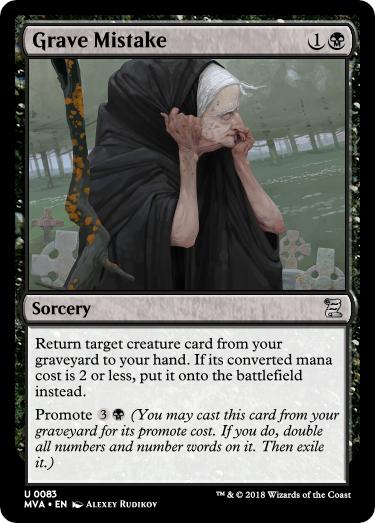 Grave Mistake 1
Sorcery
Return target creature card from your
graveyard to your hand. If its converted mana
cost is 2 or less, put it onto the battlefield
instead.
Promote 3 (You may cast this card from your
graveyard for its promote cost. If you do, double
all numbers and number words on it. Then exile
it.)
U 0083
MVA • EN Alexey Rudikov
™ & © 2018 Wizards of the Coast